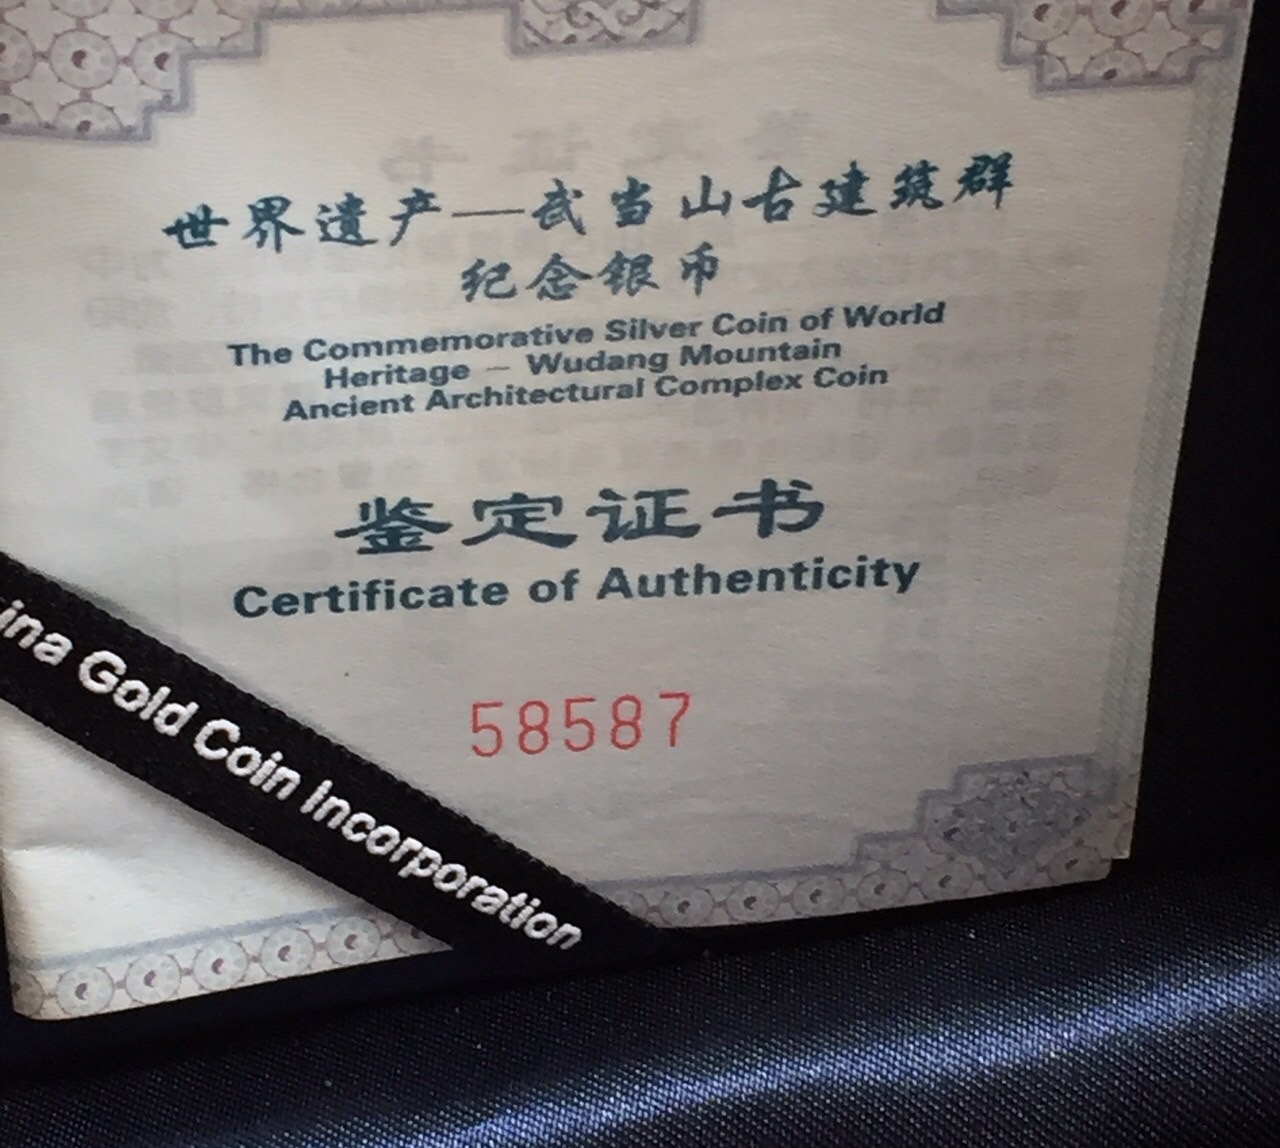 世界遗产—武当山古建筑群
纪念银币
The Commemorative Silver Coin of World
Heritage — Wudang Mountain
Ancient Architectural Complex Coin
鉴定证书
Certificate of Authenticity
58587
ina Gold Coin Incorporation